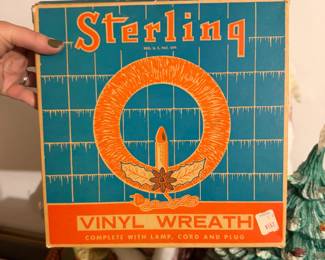 Sterling
REG. U.S. PAT. OFF.
VINYL WREATH
COMPLETE WITH LAMP, CORD AND PLUG